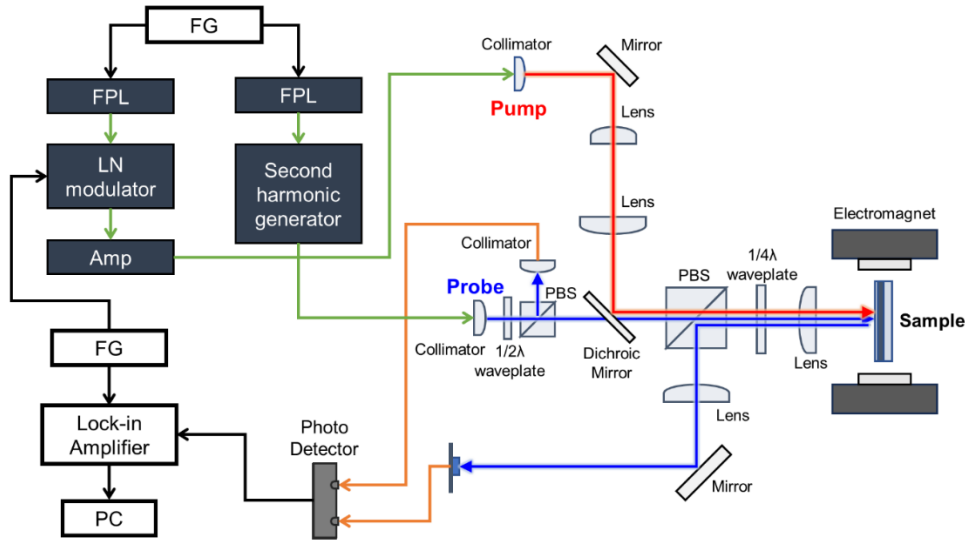 FG
FPL
FPL
LN
modulator
Second
harmonic
generator
Amp
Collimator
Mirror
Pump
Lens
Lens
Electromagnet
Collimator
PBS
Probe
PBS
1/4λ
waveplate
Sample
Collimator
1/2λ
waveplate
Dichroic
Mirror
Lens
Lens
FG
Lock-in
Amplifier
Photo
Detector
Mirror
PC